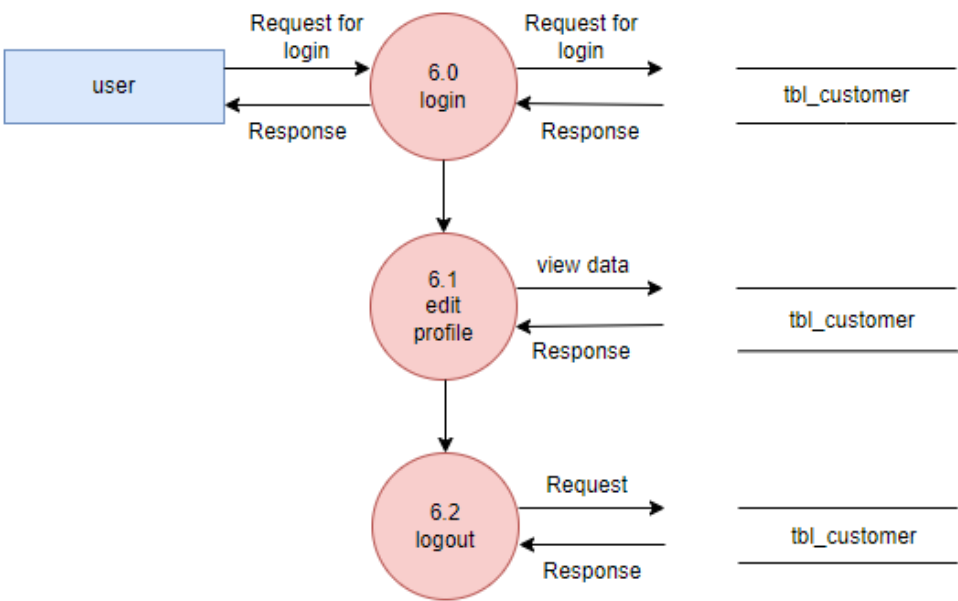 Request for
login
Request for
login
user
6.0
login
tbl_customer
Response
Response
6.1
edit
profile
view data
tbl_customer
Response
6.2
logout
Request
tbl_customer
Response